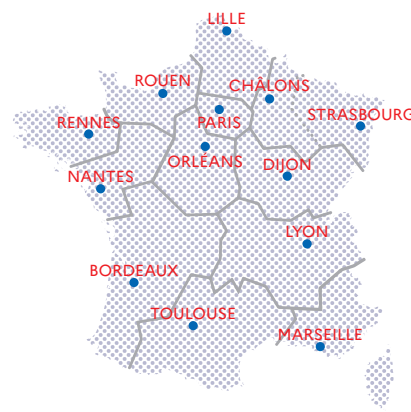 LILLE
ROUEN
CHÂLONS
PARIS
STRASBOURG
RENNES
ORLÉANS
DIJON
NANTES
LYON
BORDEAUX
TOULOUSE
MARSEILLE